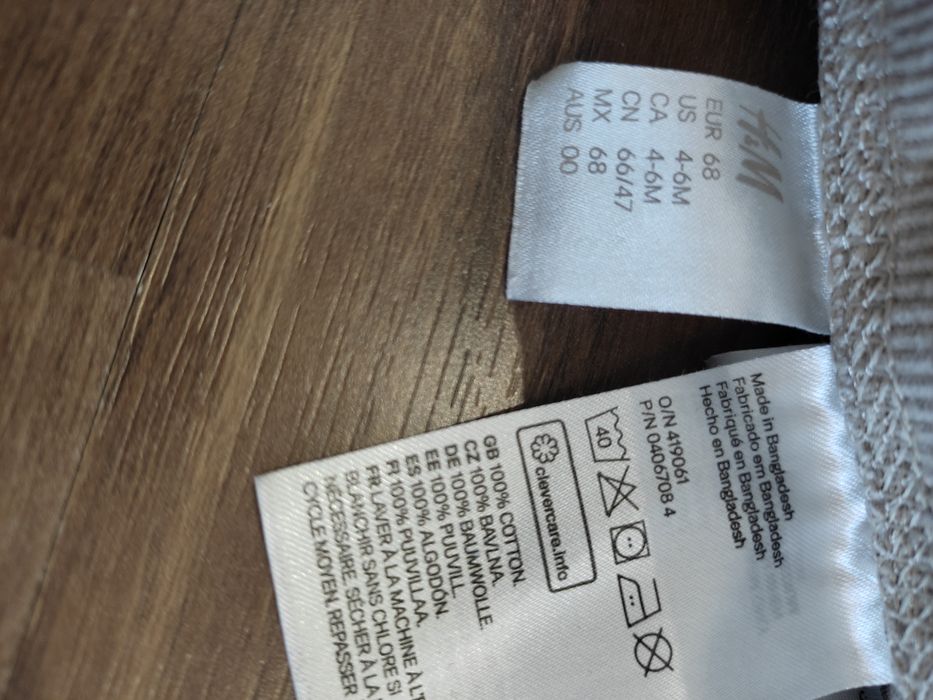 H&M
EUR 68
US 4-6M
CA 4-6M
CN 66/47
MX 68
AUS 00
Made in Bangladesh
Fabricado em Bangladesh
Fabriqué en Bangladesh
Hecho en Bangladesh
O/N 419061
P/N 0406708 4
40
clevercare.info
GB 100% COTTON.
CZ 100% BAVLNA.
DE 100% BAUMWOLLE.
EE 100% PUUVILL.
ES 100% ALGODÓN.
FI 100% PUUVILLAA.
FR LAVER À LA MACHINE À L'
BLANCHIR SANS CHLORE SI
NÉCESSAIRE. SÉCHER À LA
CYCLE MOYEN. REPASSER